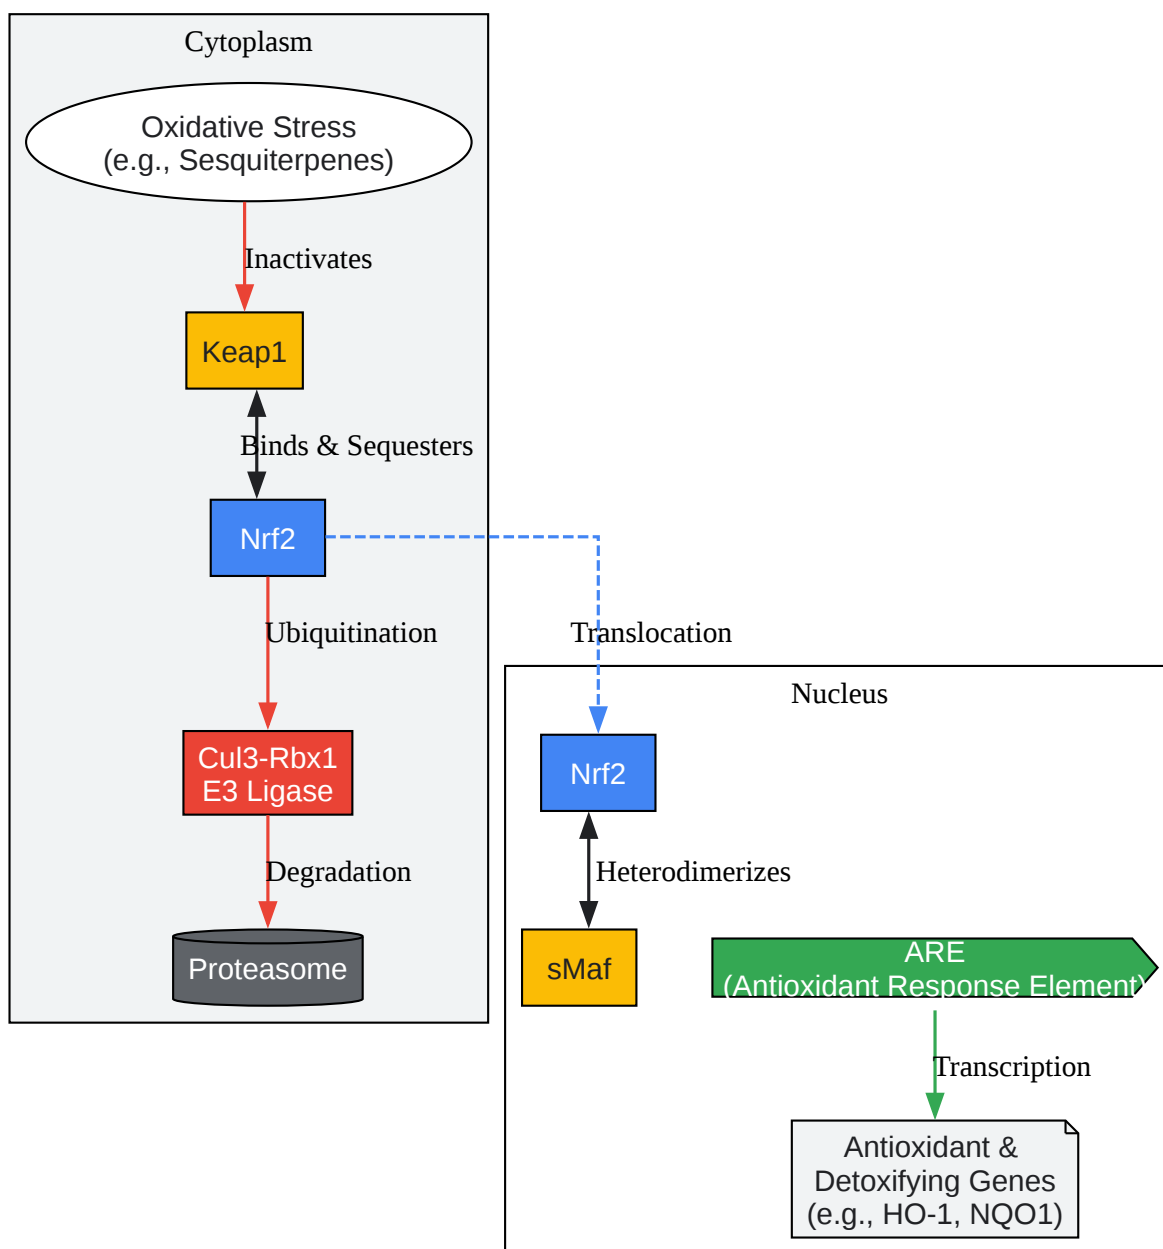 Cytoplasm
Oxidative Stress
(e.g., Sesquiterpenes)
Inactivates
Keap1
Binds & Sequesters
Nrf2
Ubiquitination
Translocation
Cul3-Rbx1
E3 Ligase
Degradation
Proteasome
Nucleus
Nrf2
Heterodimerizes
sMaf
ARE
(Antioxidant Response Element)
Transcription
Antioxidant &
Detoxifying Genes
(e.g., HO-1, NQO1)